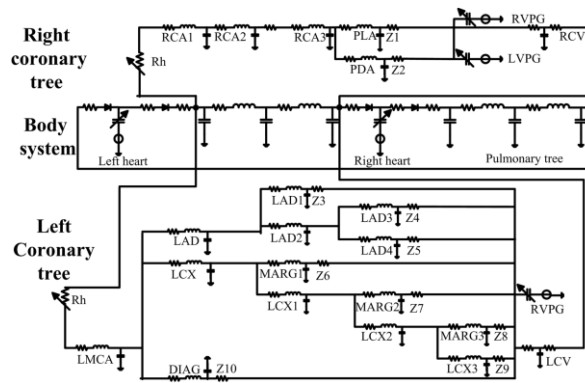 Right
coronary
tree
RCA1 RCA2 RCA3 PLA Z1 RVPG RCV
Rh PDA Z2 LVPG
Body
system
Left heart Right heart Pulmonary tree
LAD1 Z3
LAD LAD2 LAD3 Z4
LAD4 Z5
Left
Coronary
tree
LCX MARG1 Z6
Rh LCX1 MARG2 Z7 RVPG
LCX2 MARG3 Z8
LMCA LCV
DIAG Z10 LCX3 Z9